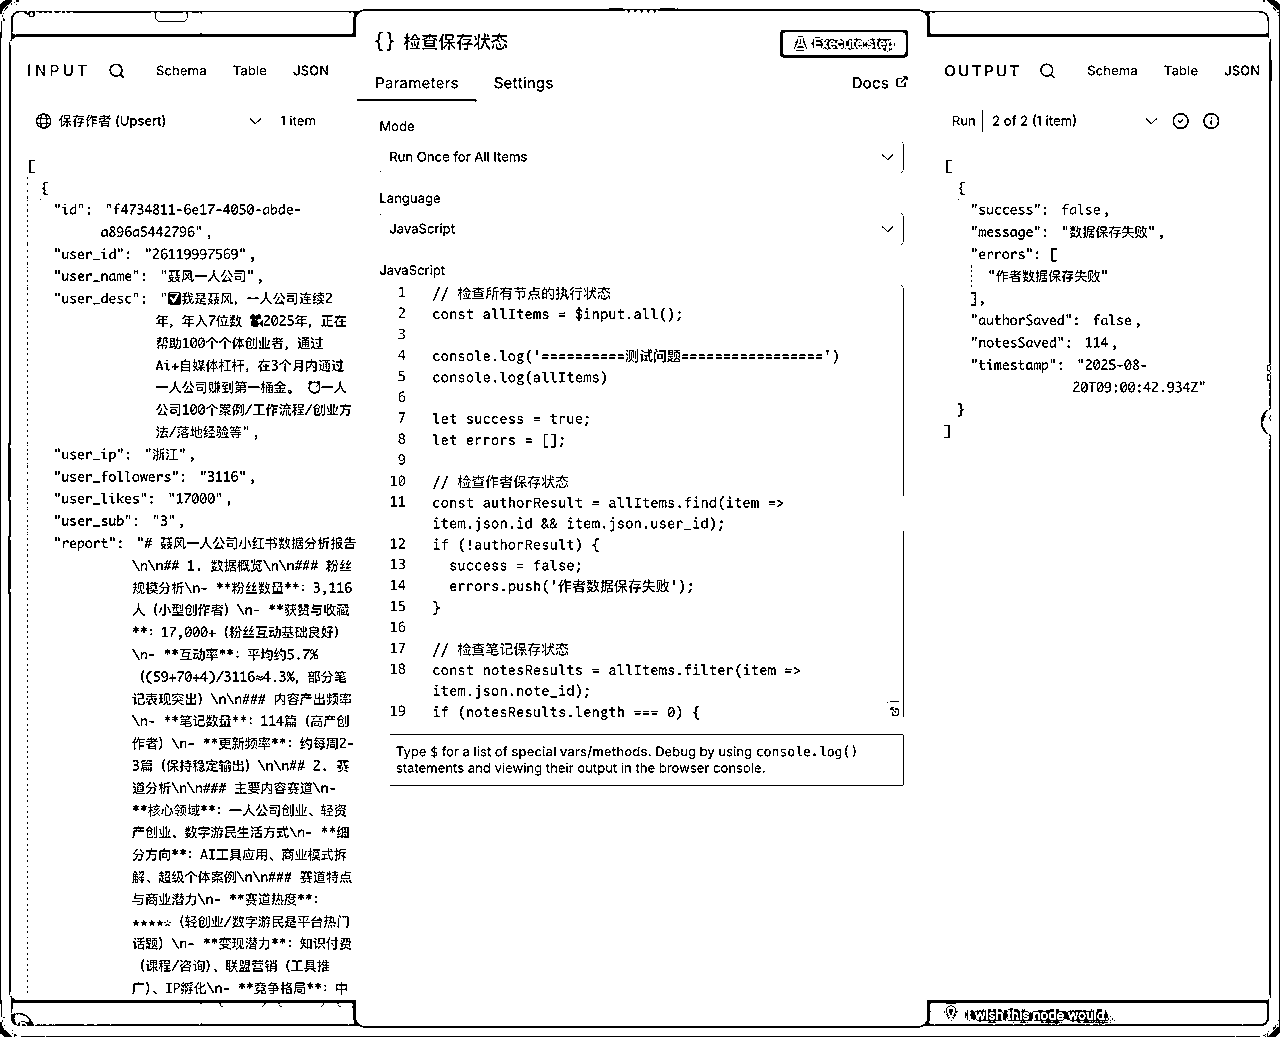 INPUT
Schema
Table
JSON
保存作者 (Upsert)
1 item
[
{
"id": "f4734811-6e17-4050-abde-
a896a5442796",
"user_id": "26119997569",
"user_name": "聂风一人公司",
"user_desc": "✅我是聂风，一人公司连续2
年，年入7位数 2025年，正在
帮助100个个体创业者，通过
Ai+自媒体杠杆，在3个月内通过
一人公司赚到第一桶金。 ⏰一人
公司100个案例/工作流程/创业方
法/落地经验等",
"user_ip": "浙江",
"user_followers": "3116",
"user_likes": "17000",
"user_sub": "3",
"report": "# 聂风一人公司小红书数据分析报告
\n\n## 1. 数据概览\n\n### 粉丝
规模分析\n- **粉丝数量**: 3,116
人（小型创作者）\n- **获赞与收藏
**: 17,000+（粉丝互动基础良好）
\n- **互动率**: 平均约5.7%
（(59+70+4)/3116≈4.3%，部分笔
记表现突出）\n\n### 内容产出频率
\n- **笔记数量**: 114篇（高产创
作者）\n- **更新频率**: 约每周2-
3篇（保持稳定输出）\n\n## 2. 赛
道分析\n\n### 主要内容赛道\n-
**核心领域**: 一人公司创业、轻资
产创业、数字游民生活方式\n- **细
分方向**: AI工具应用、商业模式拆
解、超级个体案例\n\n### 赛道特点
与商业潜力\n- **赛道热度**:
★★★★☆（轻创业/数字游民是平台热门
话题）\n- **变现潜力**: 知识付费
（课程/咨询）、联盟营销（工具推
广）、IP孵化\n- **竞争格局**: 中
{} 检查保存状态
Execute step
Parameters
Settings
Docs
Mode
Run Once for All Items
Language
JavaScript
JavaScript
1 // 检查所有节点的执行状态
2 const allItems = $input.all();
3
4 console.log('==========测试问题=================')
5 console.log(allItems)
6
7 let success = true;
8 let errors = [];
9
10 // 检查作者保存状态
11 const authorResult = allItems.find(item =>
item.json.id && item.json.user_id);
12 if (!authorResult) {
13 success = false;
14 errors.push('作者数据保存失败');
15 }
16
17 // 检查笔记保存状态
18 const notesResults = allItems.filter(item =>
item.json.note_id);
19 if (notesResults.length === 0) {
Type $ for a list of special vars/methods. Debug by using console.log()
statements and viewing their output in the browser console.
OUTPUT
Schema
Table
JSON
Run
2 of 2 (1 item)
[
{
"success": false,
"message": "数据保存失败",
"errors": [
"作者数据保存失败"
],
"authorSaved": false,
"notesSaved": 114,
"timestamp": "2025-08-
20T09:00:42.934Z"
}
]
I wish this node would..